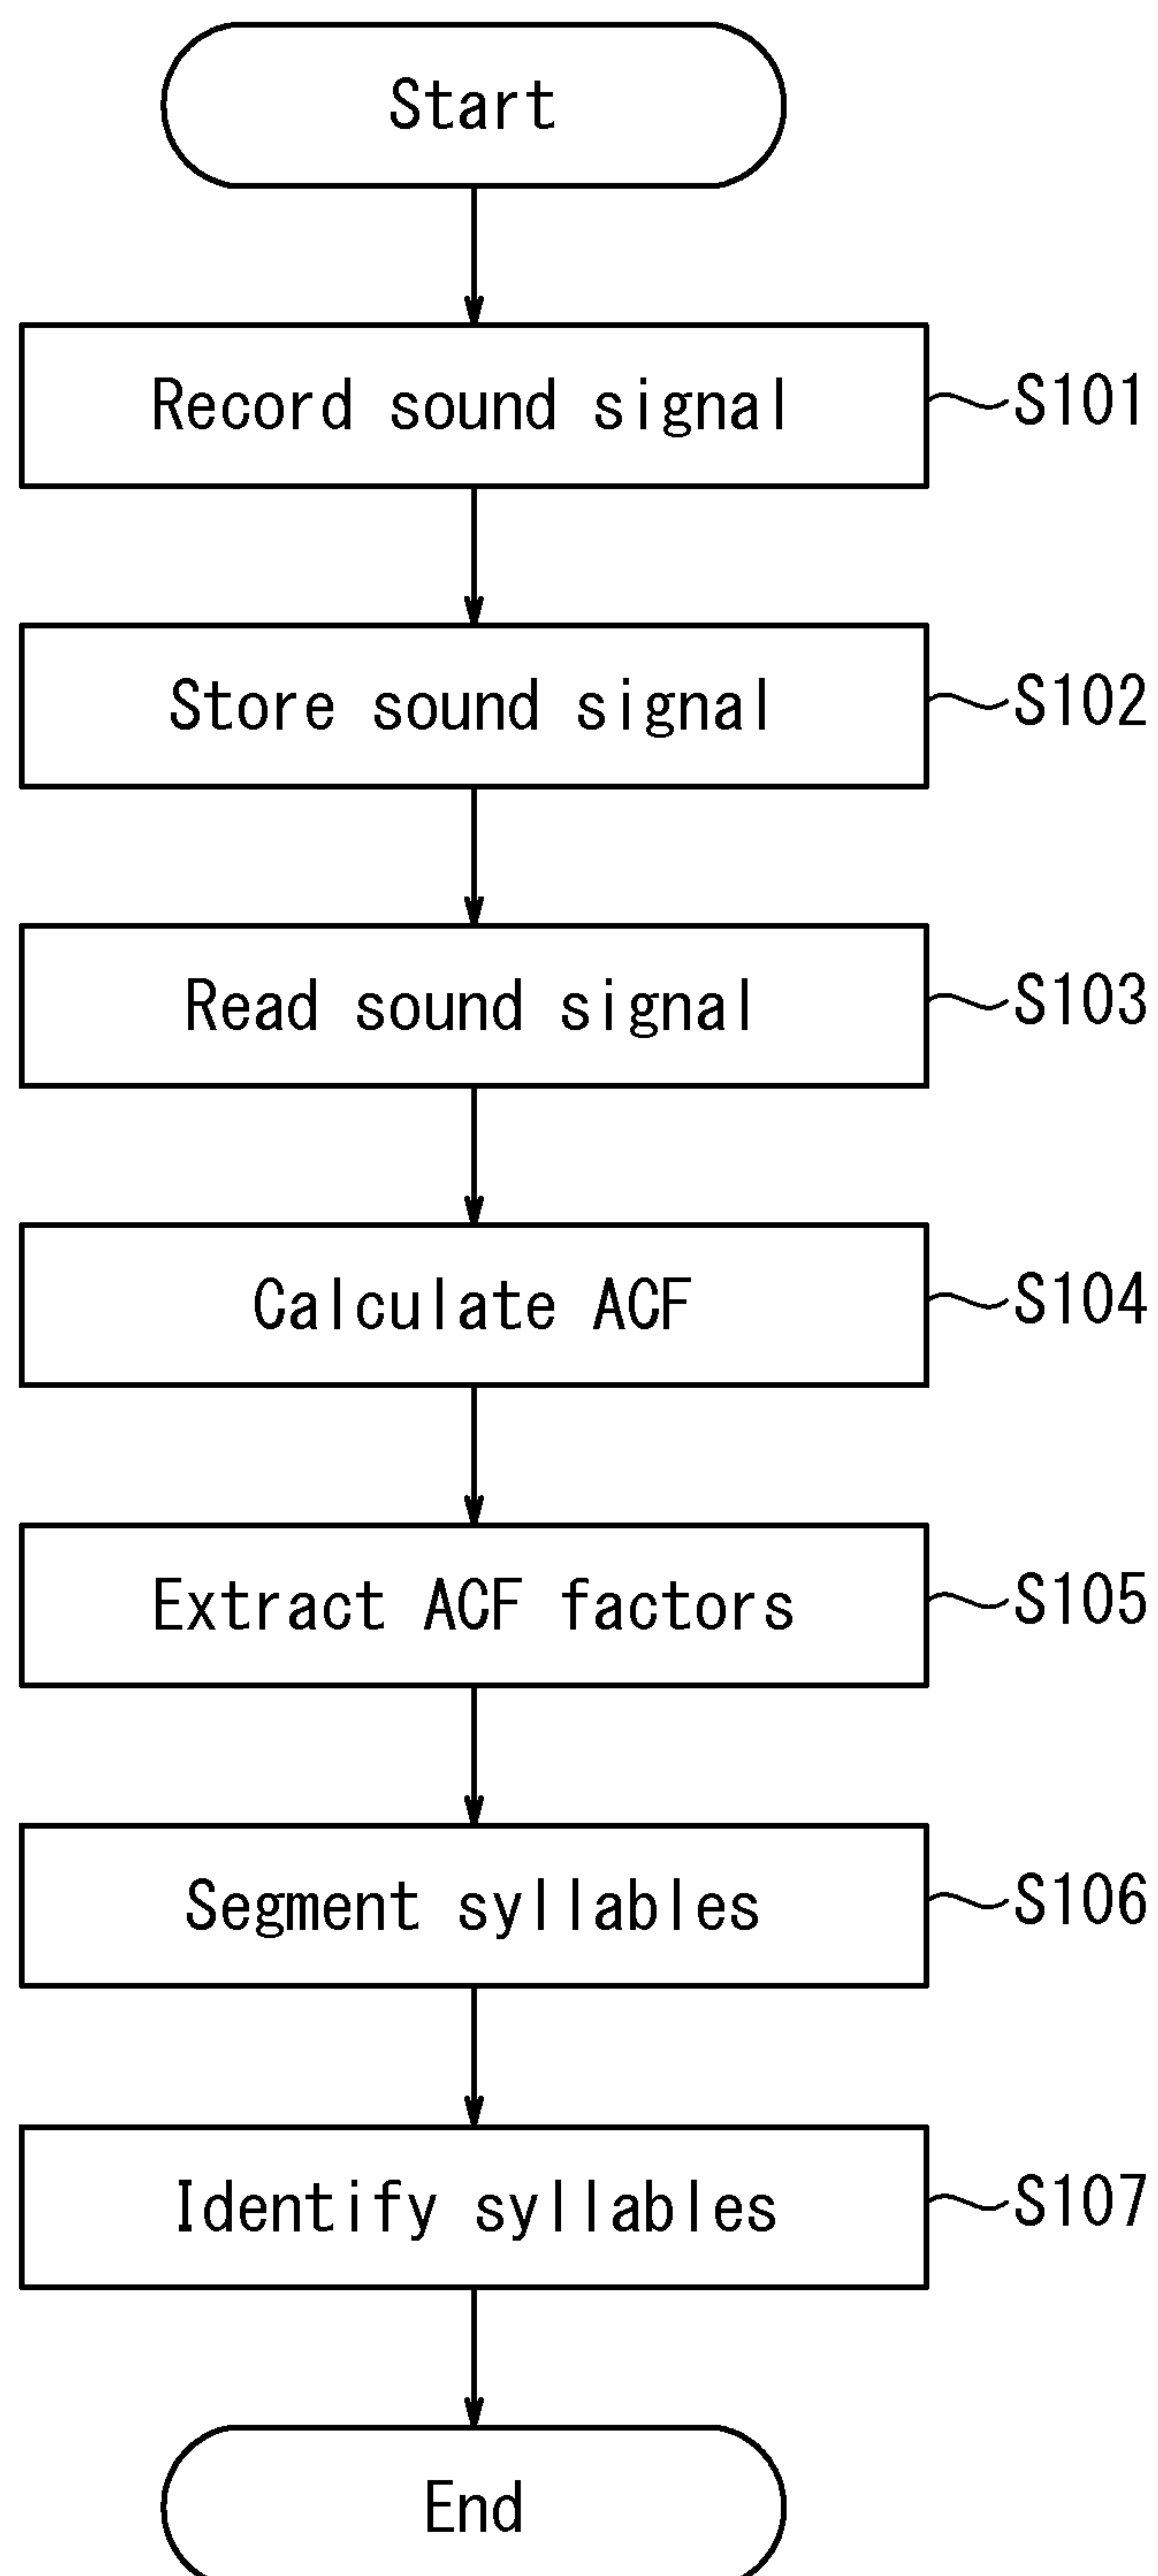 Start
Record sound signal
S101
Store sound signal
S102
Read sound signal
S103
Calculate ACF
S104
Extract ACF factors
S105
Segment syllables
S106
Identify syllables
S107
End